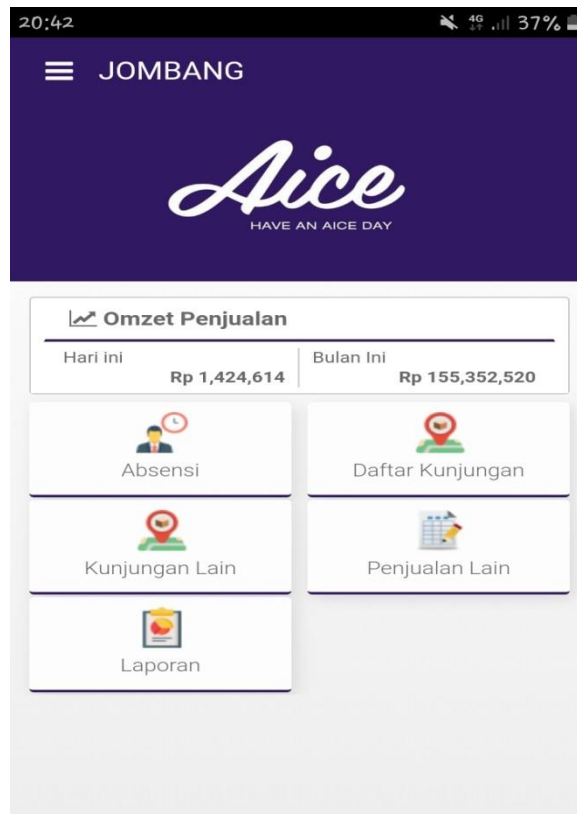 20:42 4G 37%
JOMBANG
Aice
HAVE AN AICE DAY
Omzet Penjualan
Hari ini Bulan Ini
Rp 1,424,614 Rp 155,352,520
Absensi Daftar Kunjungan
Kunjungan Lain Penjualan Lain
Laporan